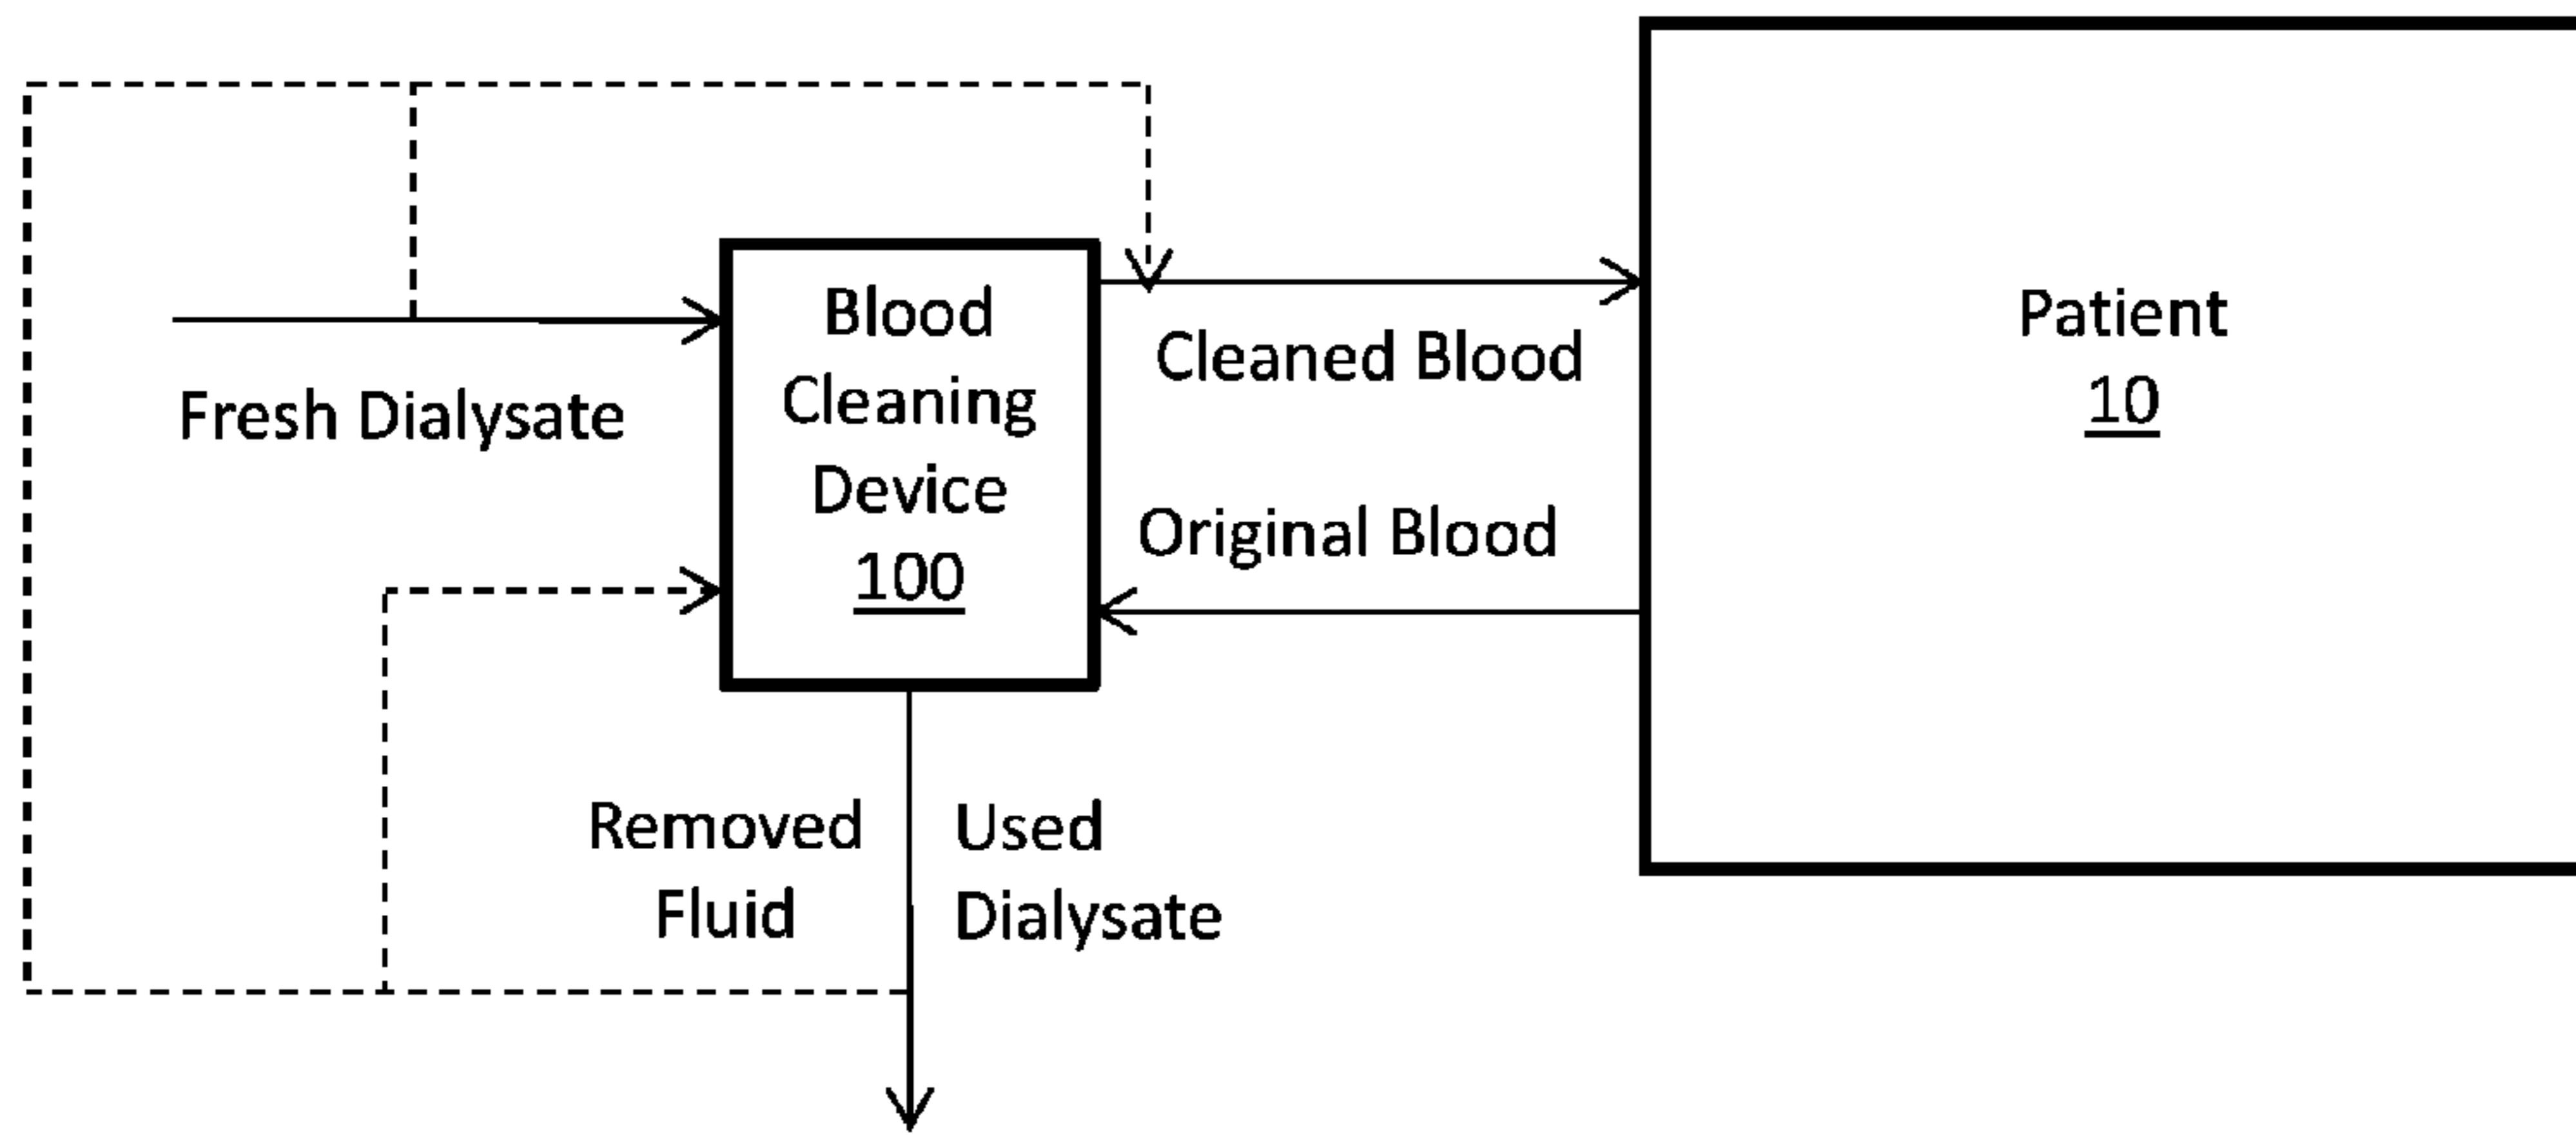 Blood
Cleaning
Device
100
Fresh Dialysate
Cleaned Blood
Original Blood
Patient
10
Removed
Fluid
Used
Dialysate